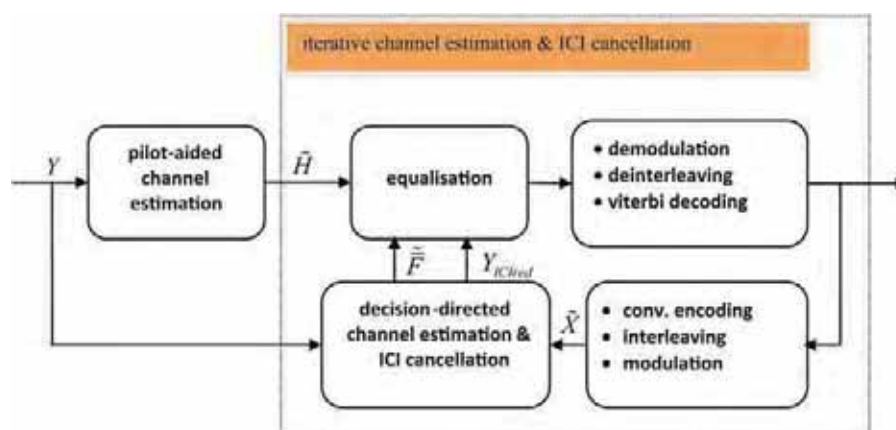 iterative channel estimation & ICI cancellation
Y
pilot-aided
channel
estimation
H̃
equalisation
• demodulation
• deinterleaving
• viterbi decoding
F̿̃
Y_ICIred
decision-directed
channel estimation &
ICI cancellation
X̃
• conv. encoding
• interleaving
• modulation